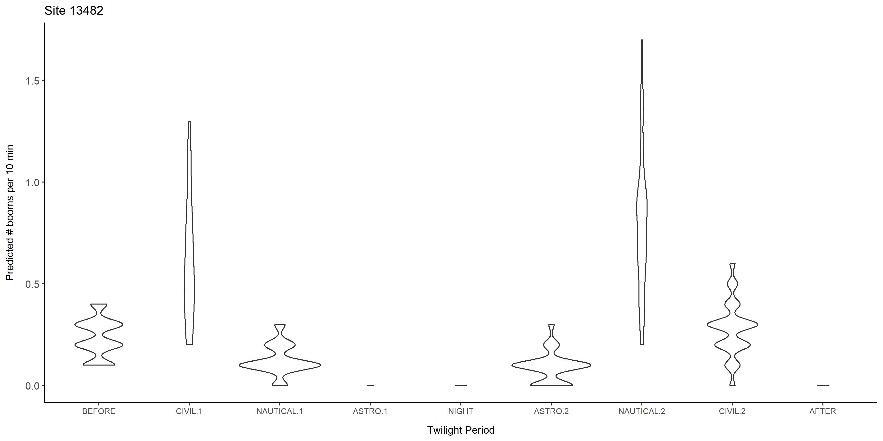 Site 13482
Predicted # booms per 10 min
1.5
1.0
0.5
0.0
BEFORE
CIVIL.1
NAUTICAL.1
ASTRO.1
NIGHT
ASTRO.2
NAUTICAL.2
CIVIL.2
AFTER
Twilight Period